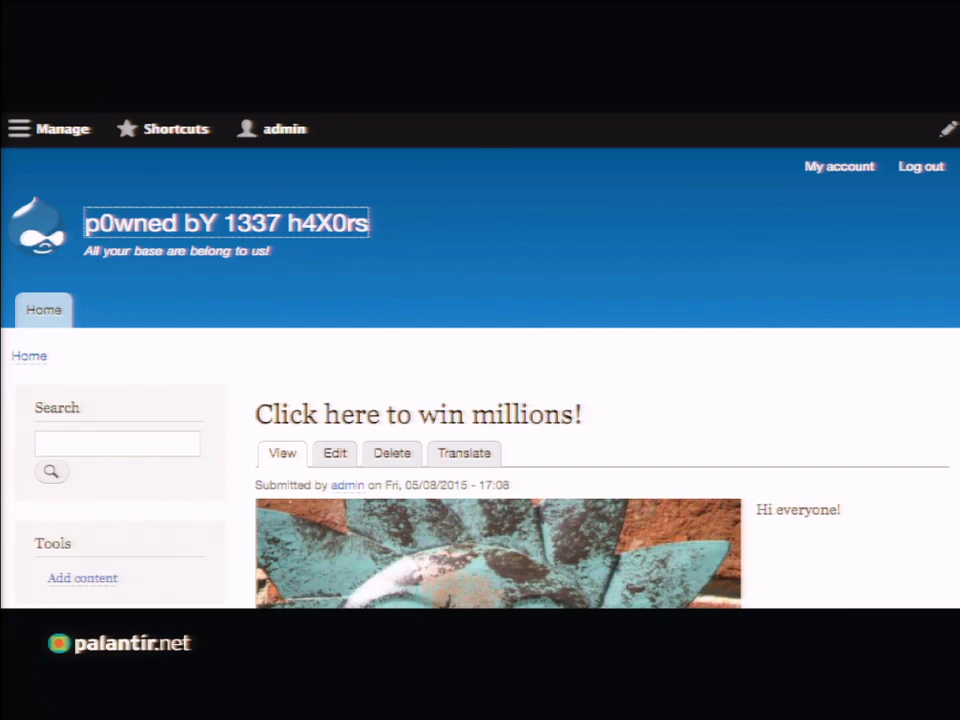 Manage Shortcuts admin
My account Log out
p0wned bY 1337 h4X0rs
All your base are belong to us!
Home
Home
Search
Click here to win millions!
View Edit Delete Translate
Submitted by admin on Fri, 05/08/2015 - 17:08
Hi everyone!
Tools
Add content
palantir.net